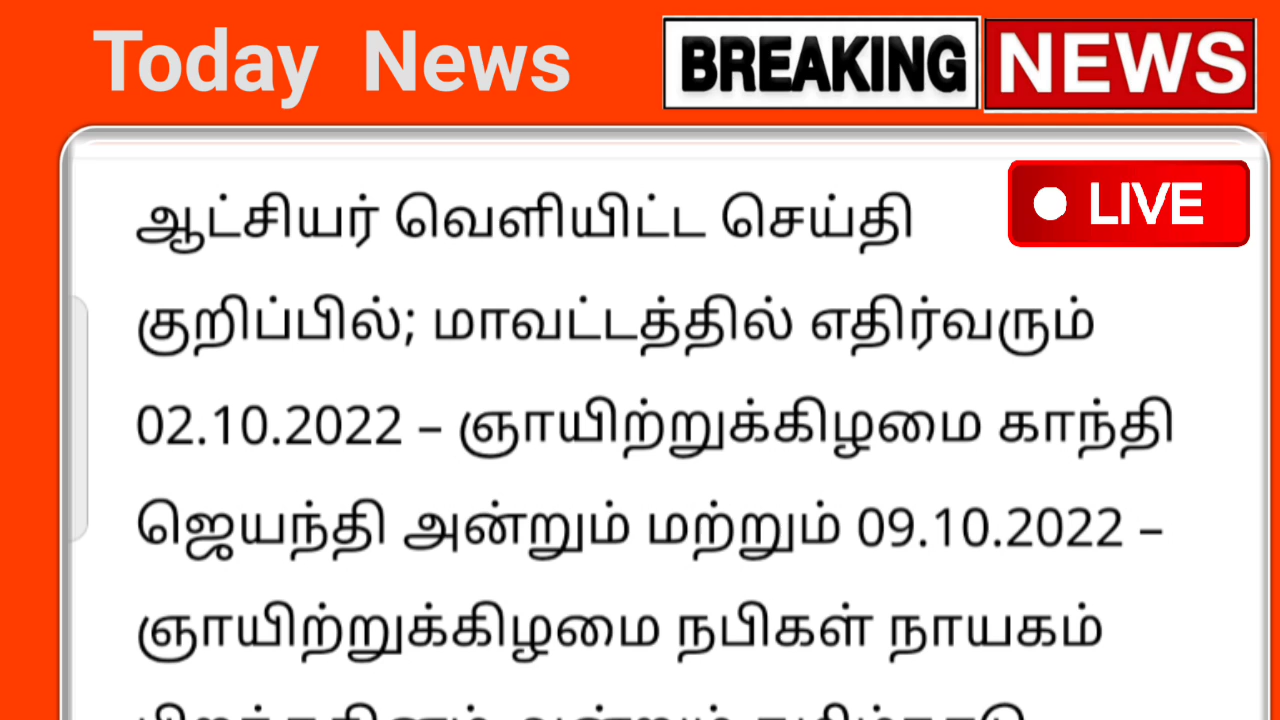 Today News
BREAKING NEWS
LIVE
ஆட்சியர் வெளியிட்ட செய்தி
குறிப்பில்; மாவட்டத்தில் எதிர்வரும்
02.10.2022 – ஞாயிற்றுக்கிழமை காந்தி
ஜெயந்தி அன்றும் மற்றும் 09.10.2022 –
ஞாயிற்றுக்கிழமை நபிகள் நாயகம்